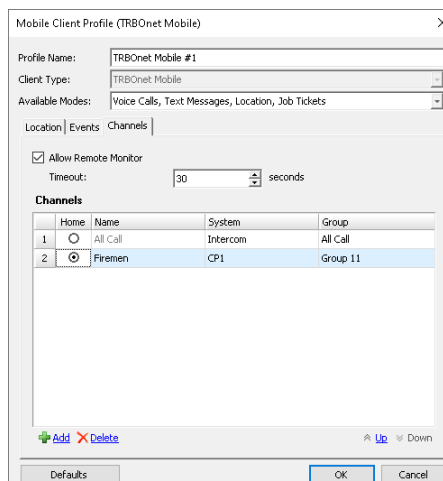 Mobile Client Profile (TRBOnet Mobile)
Profile Name: TRBOnet Mobile #1
Client Type: TRBOnet Mobile
Available Modes: Voice Calls, Text Messages, Location, Job Tickets
Location Events Channels
Allow Remote Monitor
Timeout: 30 seconds
Channels
Home Name System Group
1 All Call Intercom All Call
2 Firemen CP1 Group 11
Add Delete Up Down
Defaults OK Cancel